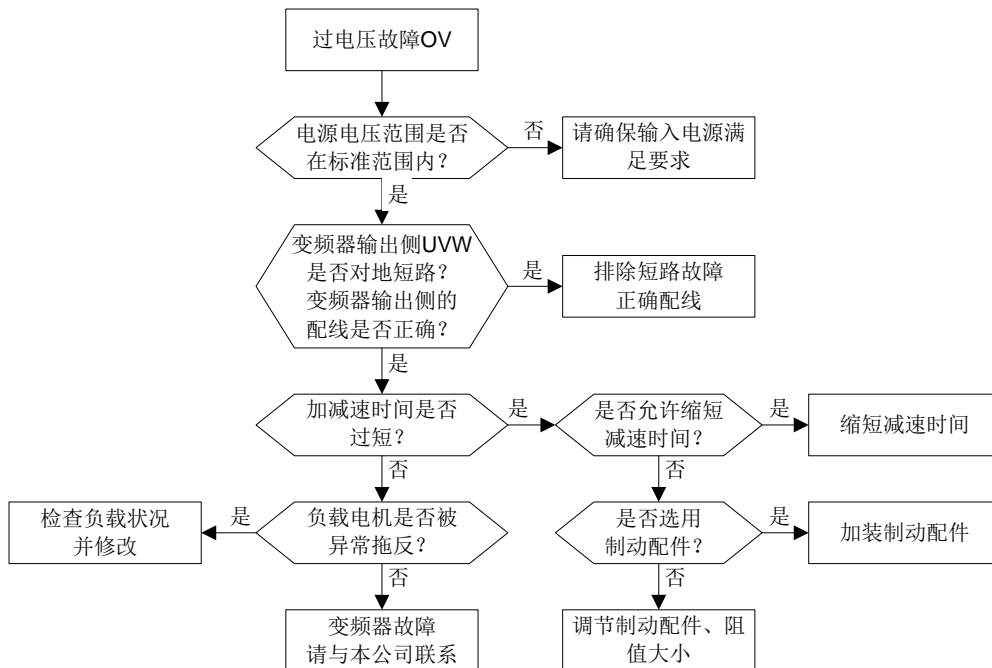 过电压故障OV
电源电压范围是否
在标准范围内？
否
请确保输入电源满
足要求
是
变频器输出侧UVW
是否对地短路？
变频器输出侧的
配线是否正确？
是
排除短路故障
正确配线
是
加减速时间是否
过短？
是
是否允许缩短
减速时间？
是
缩短减速时间
否
否
检查负载状况
并修改
是
负载电机是否被
异常拖反？
是否选用
制动配件？
是
加装制动配件
否
否
变频器故障
请与本公司联系
调节制动配件、阻
值大小